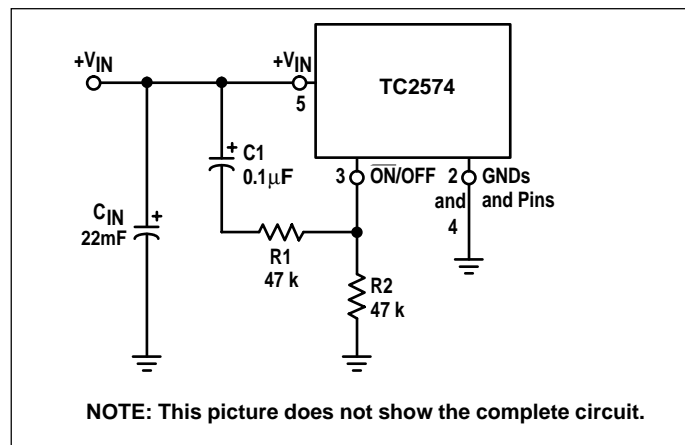 +VIN
+VIN
5
TC2574
C1
0.1µF
3
ON/OFF
2
and
4
GNDs
and Pins
CIN
22mF
R1
47 k
R2
47 k
NOTE: This picture does not show the complete circuit.